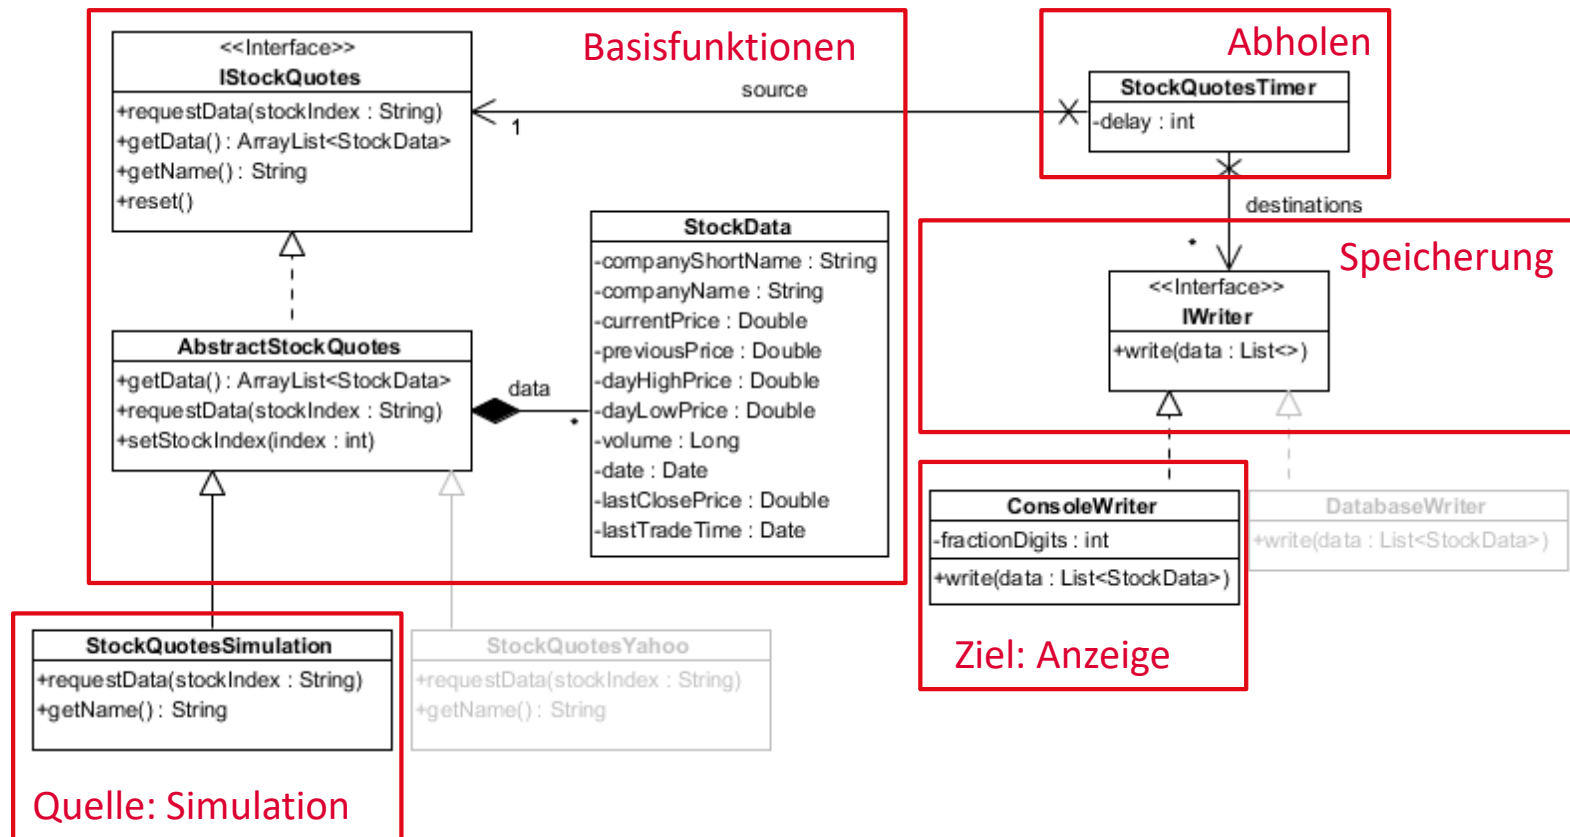 Basisfunktionen
<<Interface>>
IStockQuotes
+requestData(stockIndex : String)
+getData() : ArrayList<StockData>
+getName() : String
+reset()
source
1
Abholen
StockQuotesTimer
-delay : int
destinations
*
Speicherung
<<Interface>>
IWriter
+write(data : List<>)
StockData
-companyShortName : String
-companyName : String
-currentPrice : Double
-previousPrice : Double
-dayHighPrice : Double
-dayLowPrice : Double
-volume : Long
-date : Date
-lastClosePrice : Double
-lastTradeTime : Date
AbstractStockQuotes
+getData() : ArrayList<StockData>
+requestData(stockIndex : String)
+setStockIndex(index : int)
data
*
ConsoleWriter
-fractionDigits : int
+write(data : List<StockData>)
Ziel: Anzeige
DatabaseWriter
+write(data : List<StockData>)
StockQuotesSimulation
+requestData(stockIndex : String)
+getName() : String
Quelle: Simulation
StockQuotesYahoo
+requestData(stockIndex : String)
+getName() : String